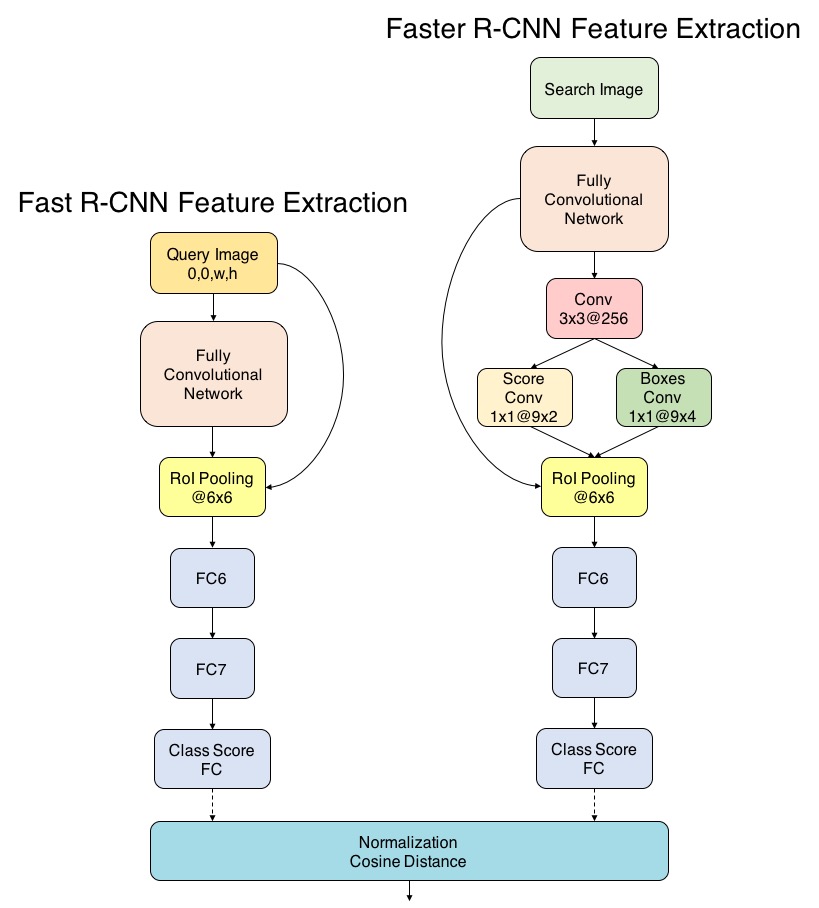 Faster R-CNN Feature Extraction
Search Image
Fully
Convolutional
Network
Conv
3x3@256
Score
Conv
1x1@9x2
Boxes
Conv
1x1@9x4
RoI Pooling
@6x6
FC6
FC7
Class Score
FC
Fast R-CNN Feature Extraction
Query Image
0,0,w,h
Fully
Convolutional
Network
RoI Pooling
@6x6
FC6
FC7
Class Score
FC
Normalization
Cosine Distance